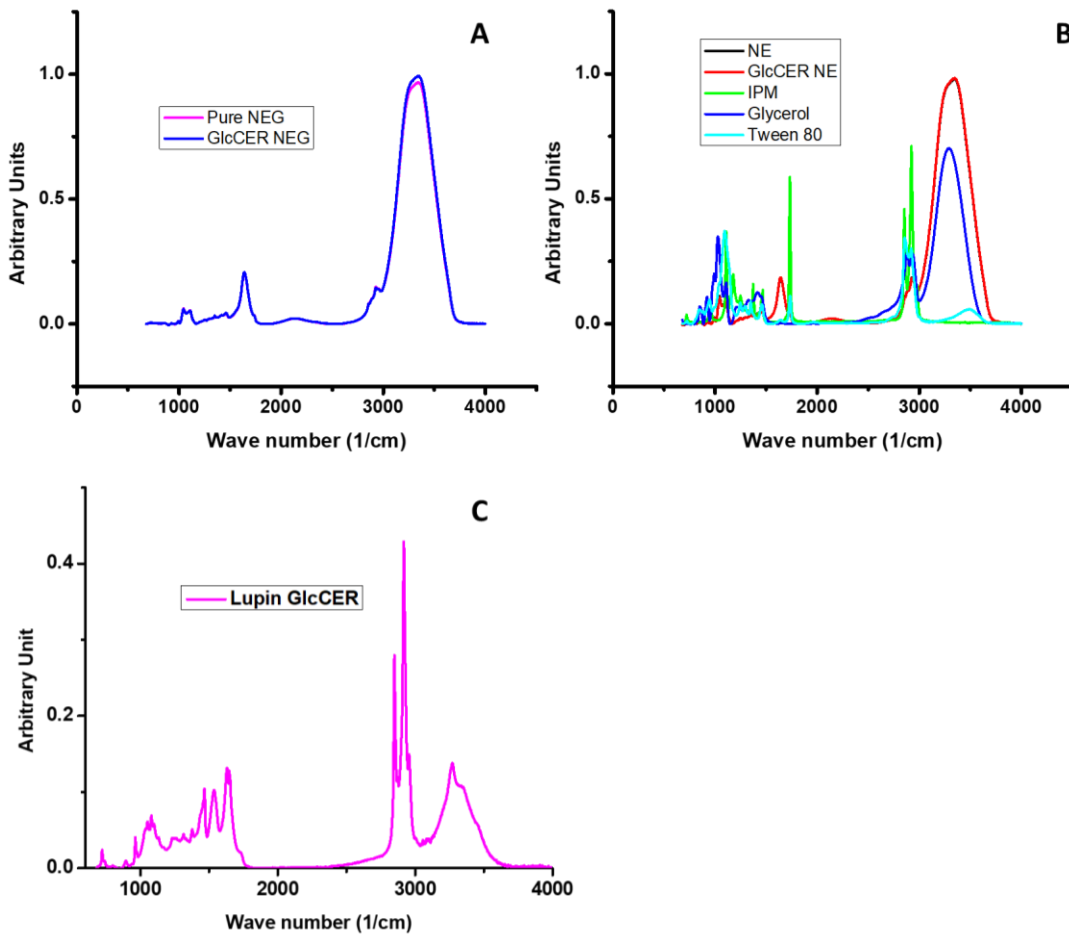 A
Pure NEG
GlcCER NEG
1.0
0.5
0.0
Arbitrary Units
0 1000 2000 3000 4000
Wave number (1/cm)
B
NE
GlcCER NE
IPM
Glycerol
Tween 80
1.0
0.5
0.0
Arbitrary Units
0 1000 2000 3000 4000
Wave number (1/cm)
C
Lupin GlcCER
0.4
0.2
0.0
Arbitrary Unit
1000 2000 3000 4000
Wave number (1/cm)